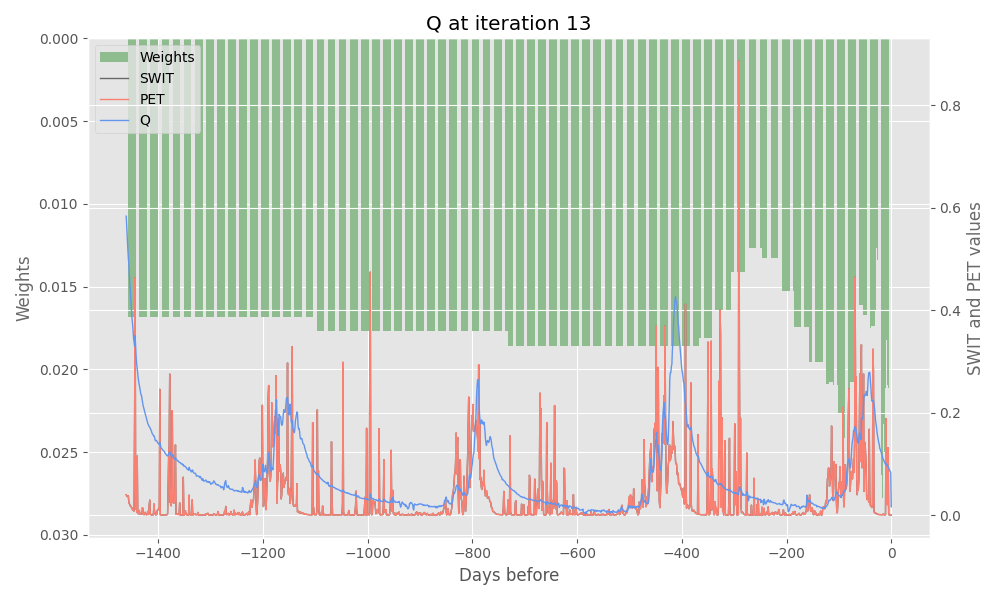 Q at iteration 13
Weights
SWIT
PET
Q
0.000
0.005
0.010
0.015
0.020
0.025
0.030
Weights
0.8
0.6
0.4
0.2
0.0
SWIT and PET values
−1400 −1200 −1000 −800 −600 −400 −200 0
Days before